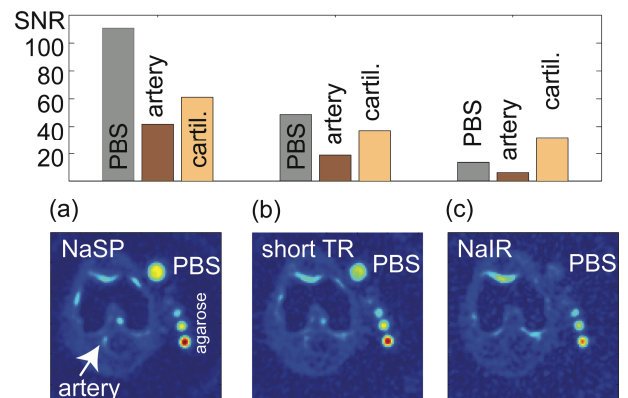 SNR
100
80
60
40
20
PBS
artery
cartil.
PBS
artery
cartil.
PBS
artery
cartil.
(a)
(b)
(c)
NaSP
PBS
agarose
artery
short TR
PBS
NaIR
PBS